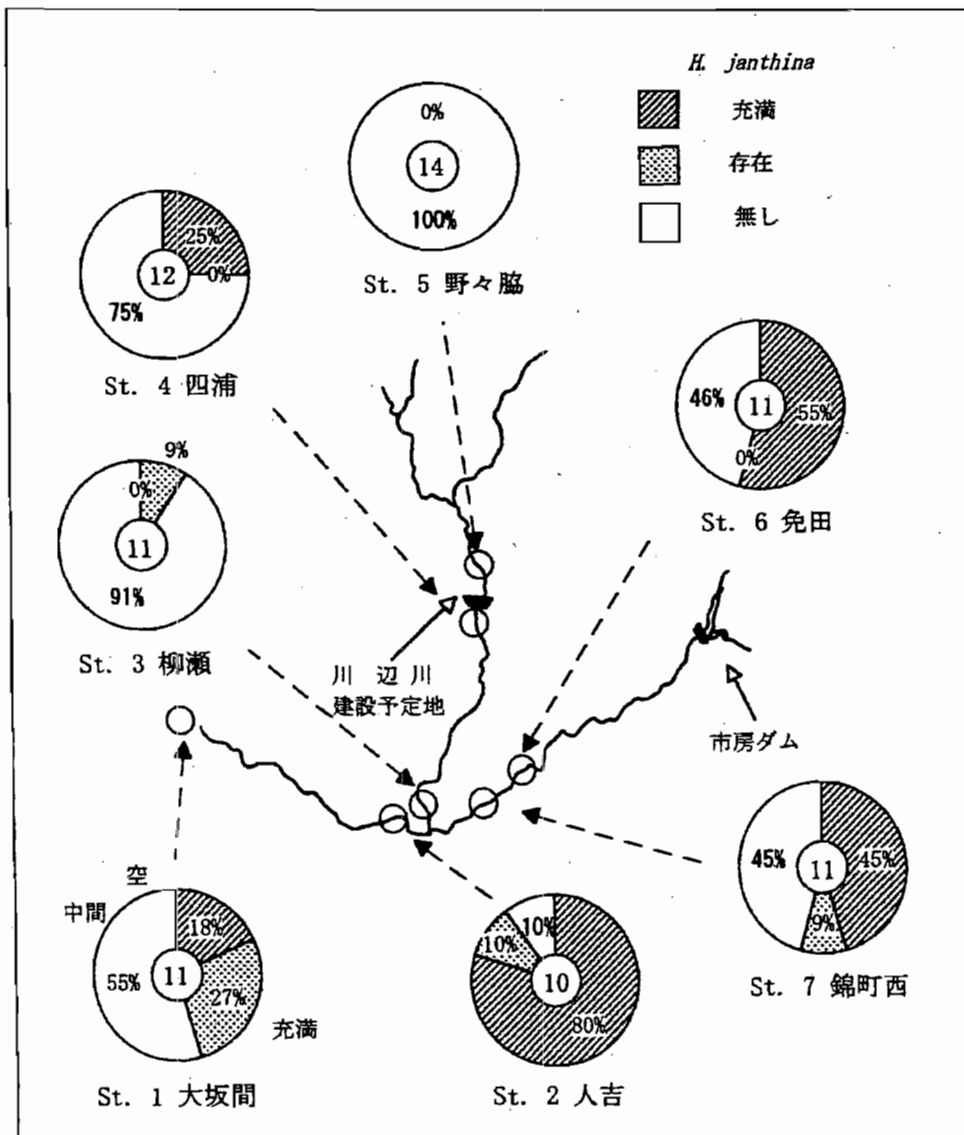 H. janthina
充満
存在
無し
0%
14
100%
St. 5 野々脇
25%
12
0%
75%
St. 4 四浦
46%
11
55%
0%
St. 6 免田
9%
0%
11
91%
St. 3 柳瀬
川 辺 川
建設予定地
市房ダム
45%
11
45%
9%
St. 7 錦町西
空
中間
18%
55%
11
27%
充満
St. 1 大坂間
10%
10%
10
80%
St. 2 人吉